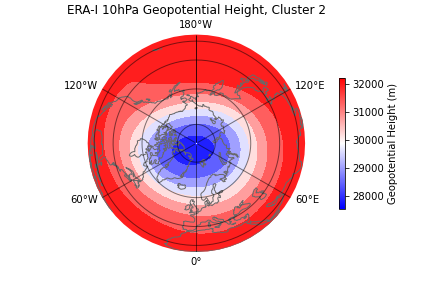 ERA-I 10hPa Geopotential Height, Cluster 2
180°W
120°W
120°E
60°W
60°E
0°
32000
31000
30000
29000
28000
Geopotential Height (m)